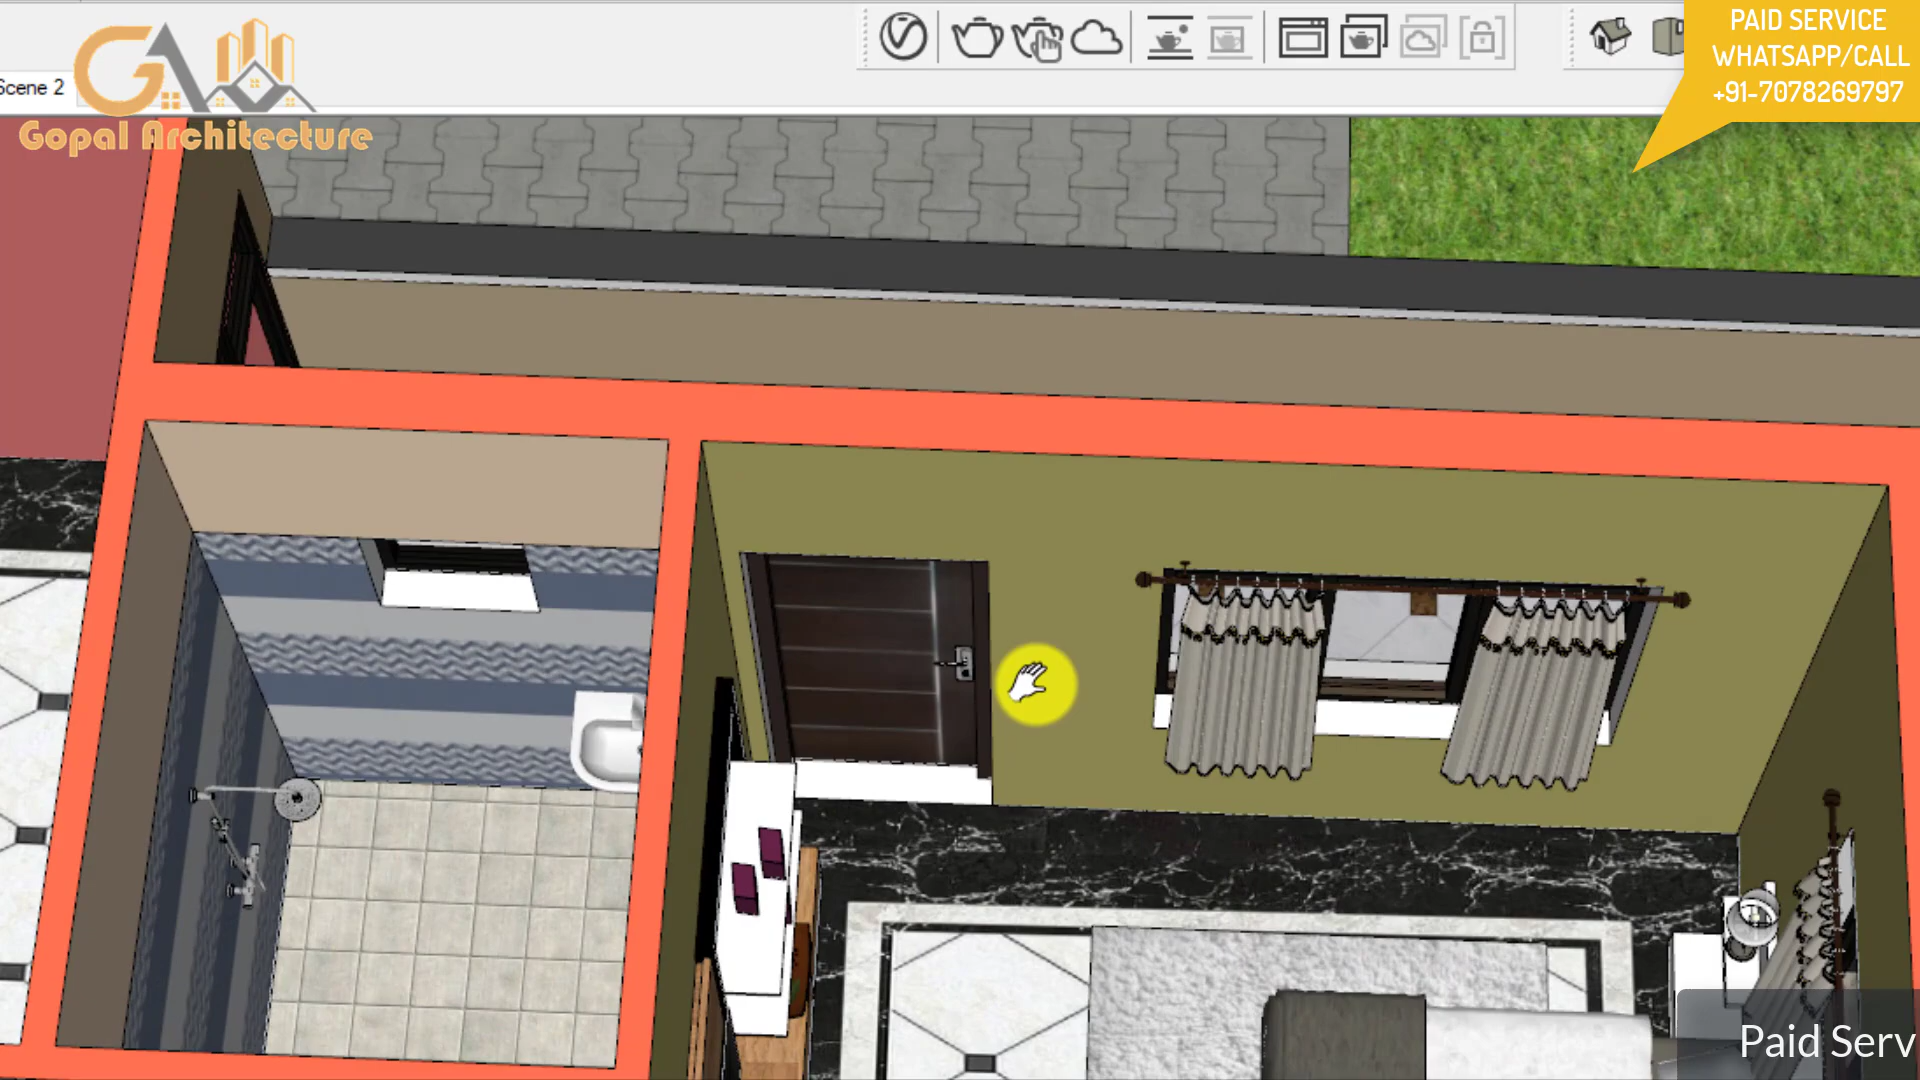 PAID SERVICE
WHATSAPP/CALL
+91-7078269797
Scene 2
Gopal Architecture
Paid Serv